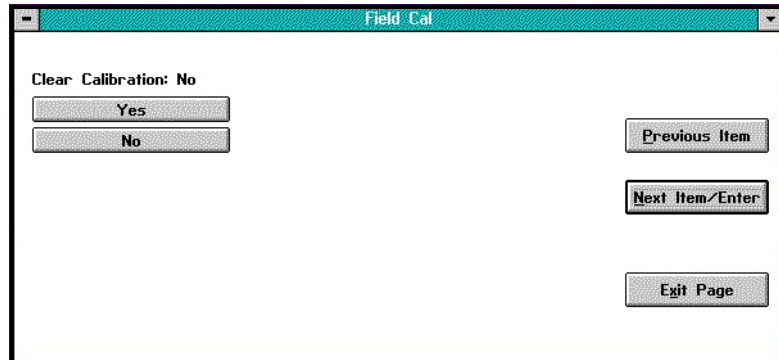 Field Cal
Clear Calibration: No
Yes
No
Previous Item
Next Item/Enter
Exit Page